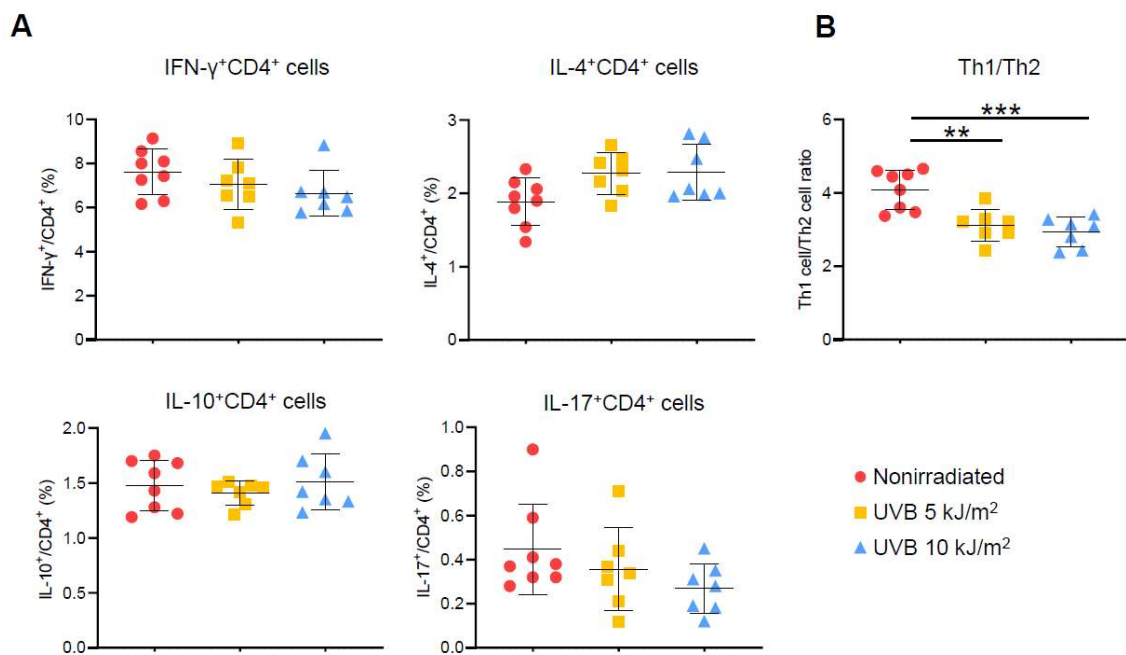 A
B
IFN-γ⁺CD4⁺ cells
IL-4⁺CD4⁺ cells
Th1/Th2
IFN-γ⁺/CD4⁺ (%)
10
8
6
4
2
0
IL-4⁺/CD4⁺ (%)
3
2
1
0
Th1 cell/Th2 cell ratio
6
4
2
0
***
**
IL-10⁺CD4⁺ cells
IL-17⁺CD4⁺ cells
IL-10⁺/CD4⁺ (%)
2.0
1.5
1.0
0.5
0.0
IL-17⁺/CD4⁺ (%)
1.0
0.8
0.6
0.4
0.2
0.0
Nonirradiated
UVB 5 kJ/m²
UVB 10 kJ/m²